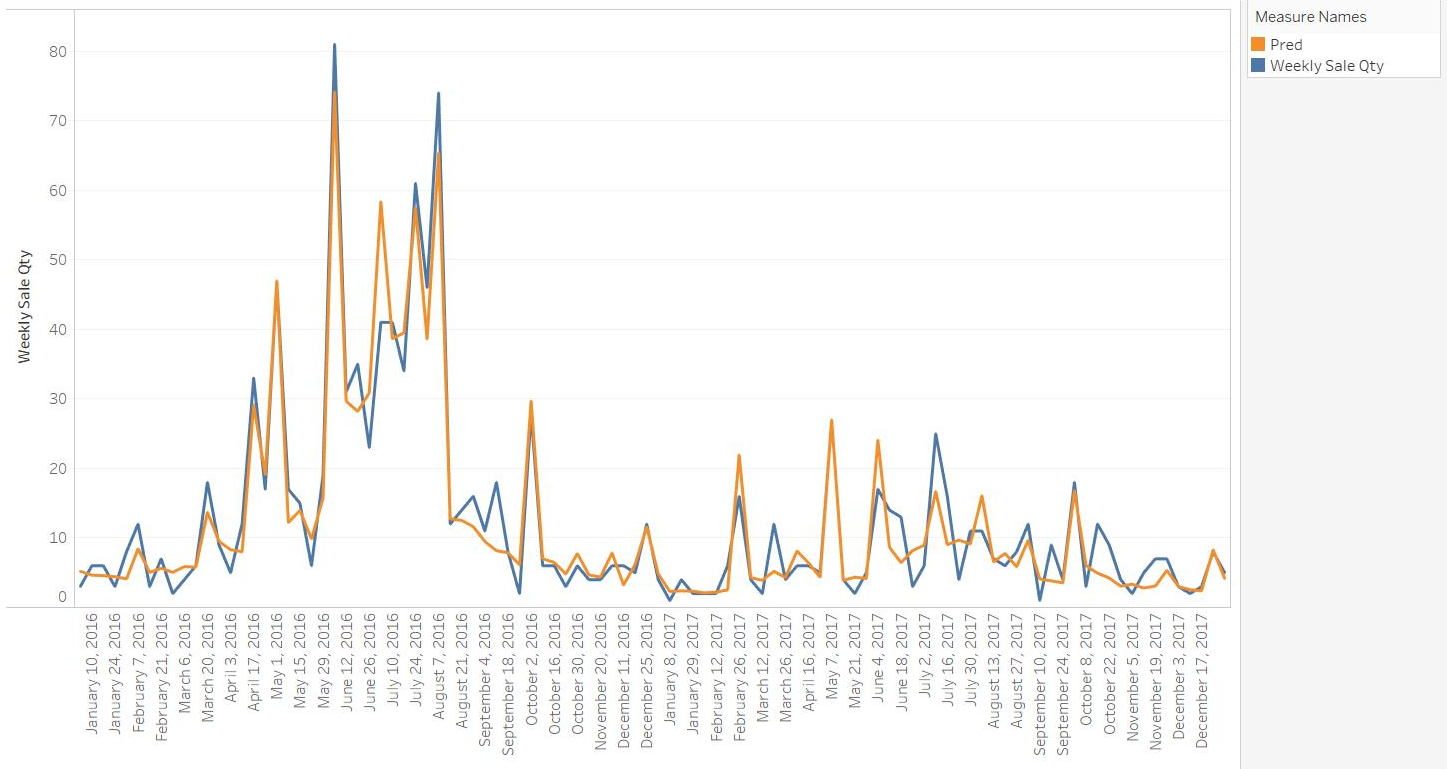 Measure Names
Pred
Weekly Sale Qty
Weekly Sale Qty
80
70
60
50
40
30
20
10
0
January 10, 2016
January 24, 2016
February 7, 2016
February 21, 2016
March 6, 2016
March 20, 2016
April 3, 2016
April 17, 2016
May 1, 2016
May 15, 2016
May 29, 2016
June 12, 2016
June 26, 2016
July 10, 2016
July 24, 2016
August 7, 2016
August 21, 2016
September 4, 2016
September 18, 2016
October 2, 2016
October 16, 2016
October 30, 2016
November 20, 2016
December 11, 2016
December 25, 2016
January 8, 2017
January 29, 2017
February 12, 2017
February 26, 2017
March 12, 2017
March 26, 2017
April 16, 2017
May 7, 2017
May 21, 2017
June 4, 2017
June 18, 2017
July 2, 2017
July 16, 2017
July 30, 2017
August 13, 2017
August 27, 2017
September 10, 2017
September 24, 2017
October 8, 2017
October 22, 2017
November 5, 2017
November 19, 2017
December 3, 2017
December 17, 2017